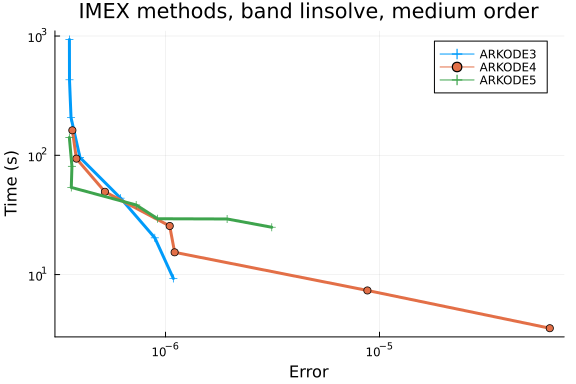 IMEX methods, band linsolve, medium order
ARKODE3
ARKODE4
ARKODE5
Time (s)
10³
10²
10¹
10⁻⁶
10⁻⁵
Error